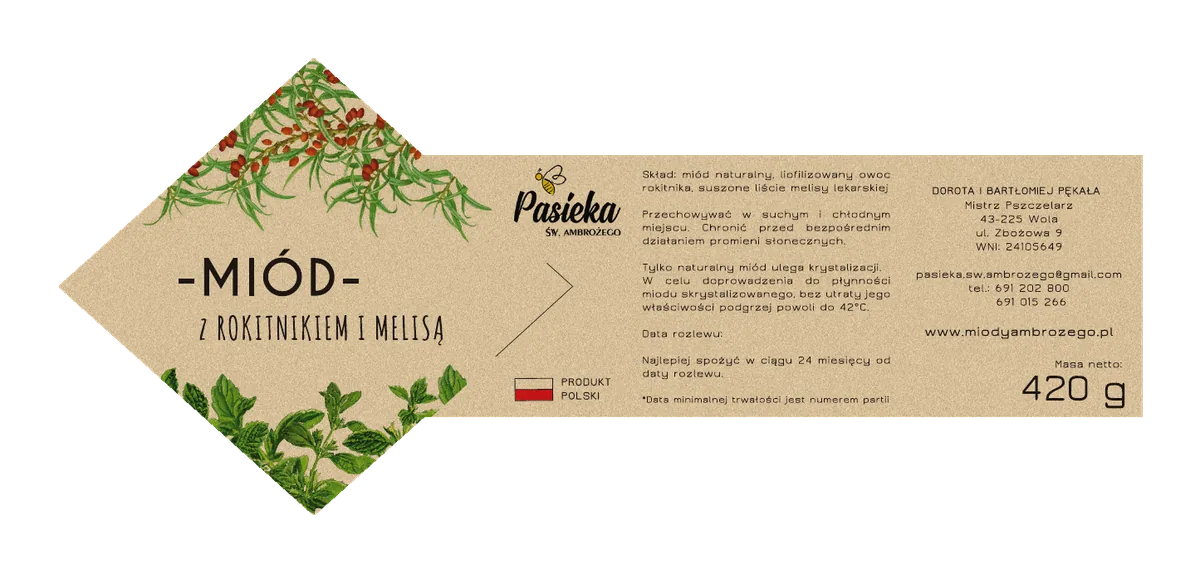 -MIÓD-
z ROKITNIKIEM I MELISĄ
Pasieka
ŚW. AMBROŻEGO
PRODUKT
POLSKI
Skład: miód naturalny, liofilizowany owoc
rokitnika, suszone liście melisy lekarskiej
Przechowywać w suchym i chłodnym
miejscu. Chronić przed bezpośrednim
działaniem promieni słonecznych.
Tylko naturalny miód ulega krystalizacji.
W celu doprowadzenia do płynności
miodu skrystalizowanego, bez utraty jego
właściwości podgrzej powoli do 42°C.
Data rozlewu:
Najlepiej spożyć w ciągu 24 miesięcy od
daty rozlewu.
*Data minimalnej trwałości jest numerem partii
DOROTA I BARTŁOMIEJ PĘKAŁA
Mistrz Pszczelarz
43-225 Wola
ul. Zbożowa 9
WNI: 24105649
pasieka.sw.ambrozego@gmail.com
tel.: 691 202 800
691 015 266
www.miodyambrozego.pl
Masa netto:
420 g